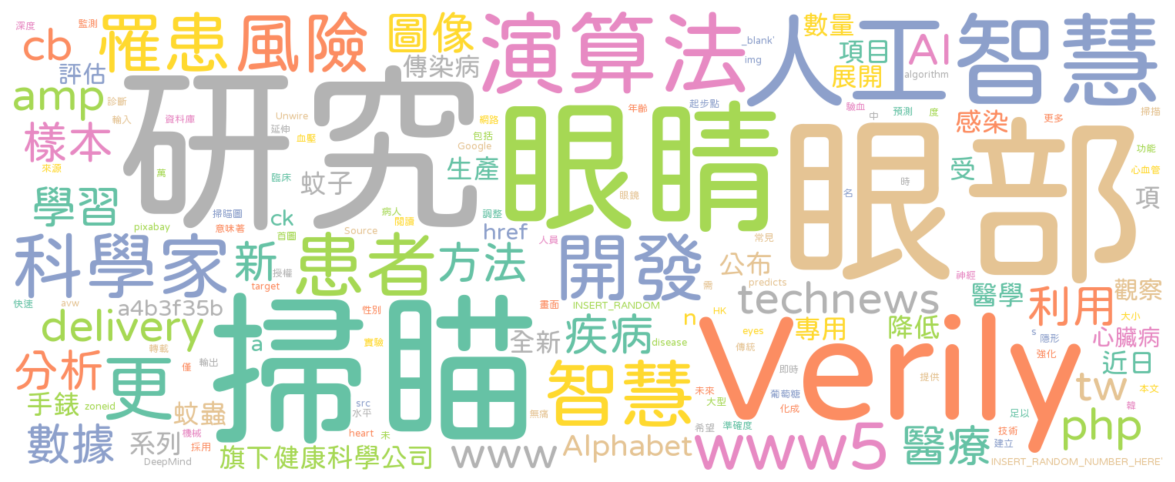 深度
監測
cb
罹患
風險
圖像
傳染病
演算法
數量
項目
展開
_blank'
img
人工智慧
AI
algorithm
評估
amp
診斷
輸入
資料庫
樣本
來源
研究
Unwire
延伸
血壓
網路
包括
Google
年齡
起步點
眼睛
驗血
中
預測
度
感染
更多
掃描
功能
心血管
眼部
受
項
萬
臨床
蚊子
生產
眼鏡
名
時
學習
pixabay
掃瞄圖
意味著
ck
病人
閱讀
調整
href
Source
首圖
人員
常見
科學家
新
授權
target
患者
方法
開發
公布
predicts
神經
需
醫學
觀察
快速
avw
a4b3f35b
性別
畫面
INSERT_RANDOM
technews
HK
利用
大小
delivery
轉載
實驗
a
全新
疾病
n
disease
eyes
傳統
專用
降低
s
隱形
強化
心臟病
近日
分析
更
僅
輸出
掃瞄
智慧
Verily
即時
提供
tw
本文
手錶
zoneid
蚊蟲
src
水平
無痛
未來
大型
葡萄糖
化成
足以
php
韓
數據
系列
種械
採用
heart
未
DeepMind
旗下健康科學公司
www
Alphabet
希望
準確度
www5
醫療
技術
建立
INSERT_RANDOM_NUMBER_HERE